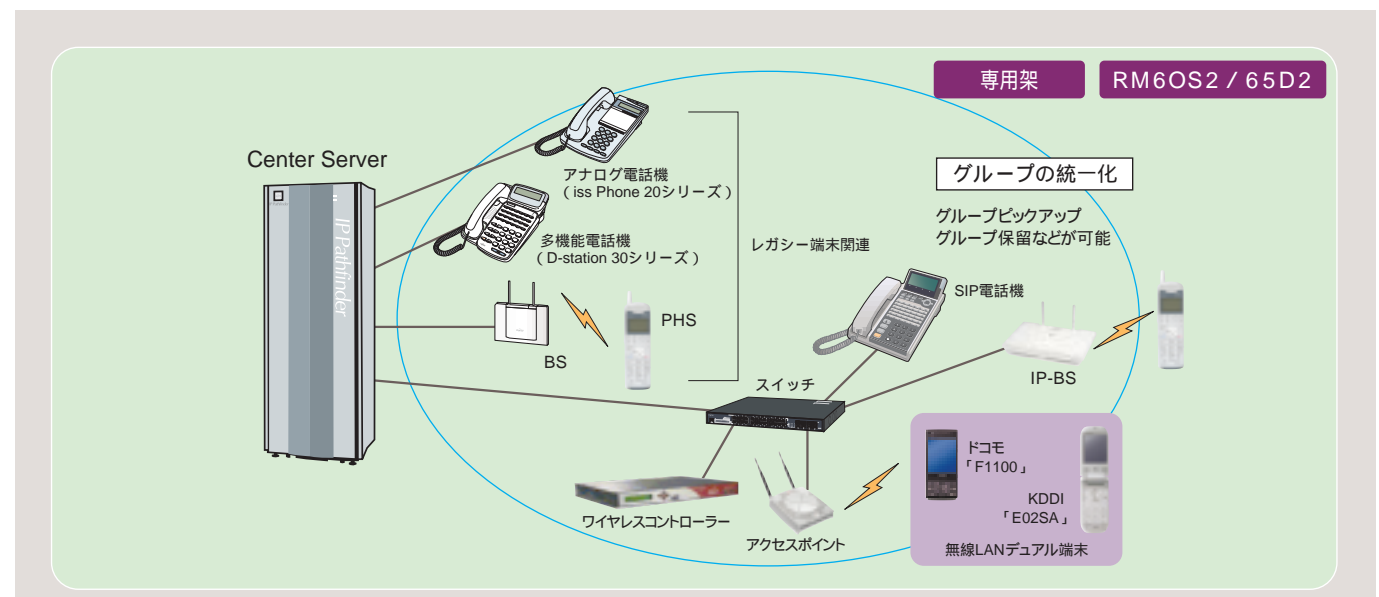 専用架
RM6OS2 / 65D2
Center Server
IP Pathfinder
アナログ電話機
（iss Phone 20シリーズ）
多機能電話機
（D-station 30シリーズ）
BS
PHS
レガシー端末関連
グループの統一化
グループピックアップ
グループ保留などが可能
SIP電話機
IP-BS
スイッチ
ワイヤレスコントローラー
アクセスポイント
ドコモ
「F1100」
KDDI
「E02SA」
無線LANデュアル端末